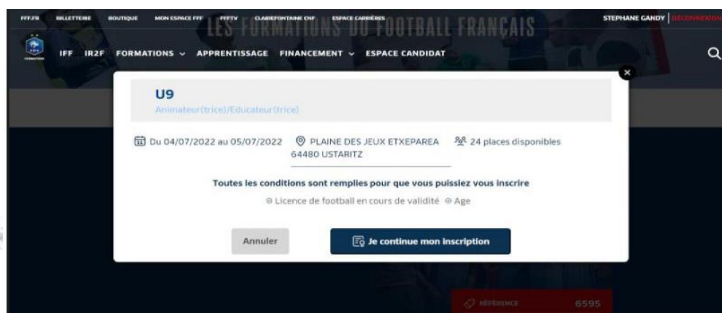 FFF.FR BILLETTERIE BOUTIQUE MON ESPACE FFF FFFTV CLAIREFONTAINE CNF ESPACE CARRIÈRES STEPHANE GANDY DÉCONNEXION
LES FORMATIONS DU FOOTBALL FRANÇAIS
IFF IR2F FORMATIONS APPRENTISSAGE FINANCEMENT ESPACE CANDIDAT
U9
Animateur(trice)/Educateur(trice)
Du 04/07/2022 au 05/07/2022 PLAINE DES JEUX ETXEPAREA 24 places disponibles
64480 USTARITZ
Toutes les conditions sont remplies pour que vous puissiez vous inscrire
Licence de football en cours de validité Age
Annuler Je continue mon inscription
RÉFÉRENCE 6595